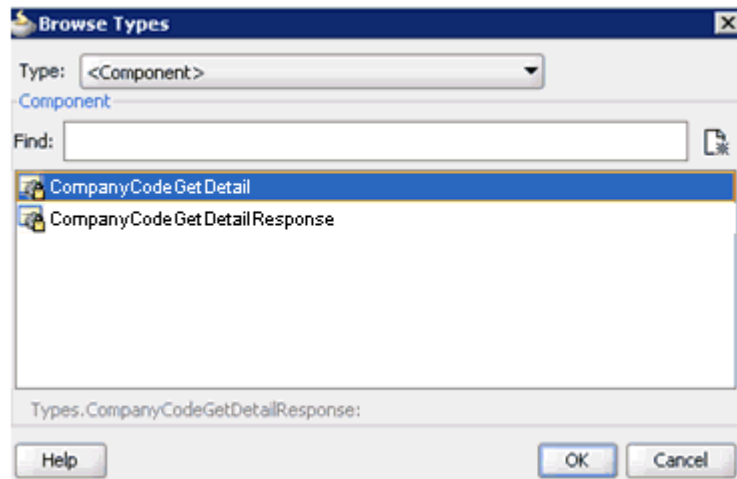 Browse Types
Type: <Component>
Component
Find:
CompanyCodeGetDetail
CompanyCodeGetDetailResponse
Types.CompanyCodeGetDetailResponse:
Help OK Cancel